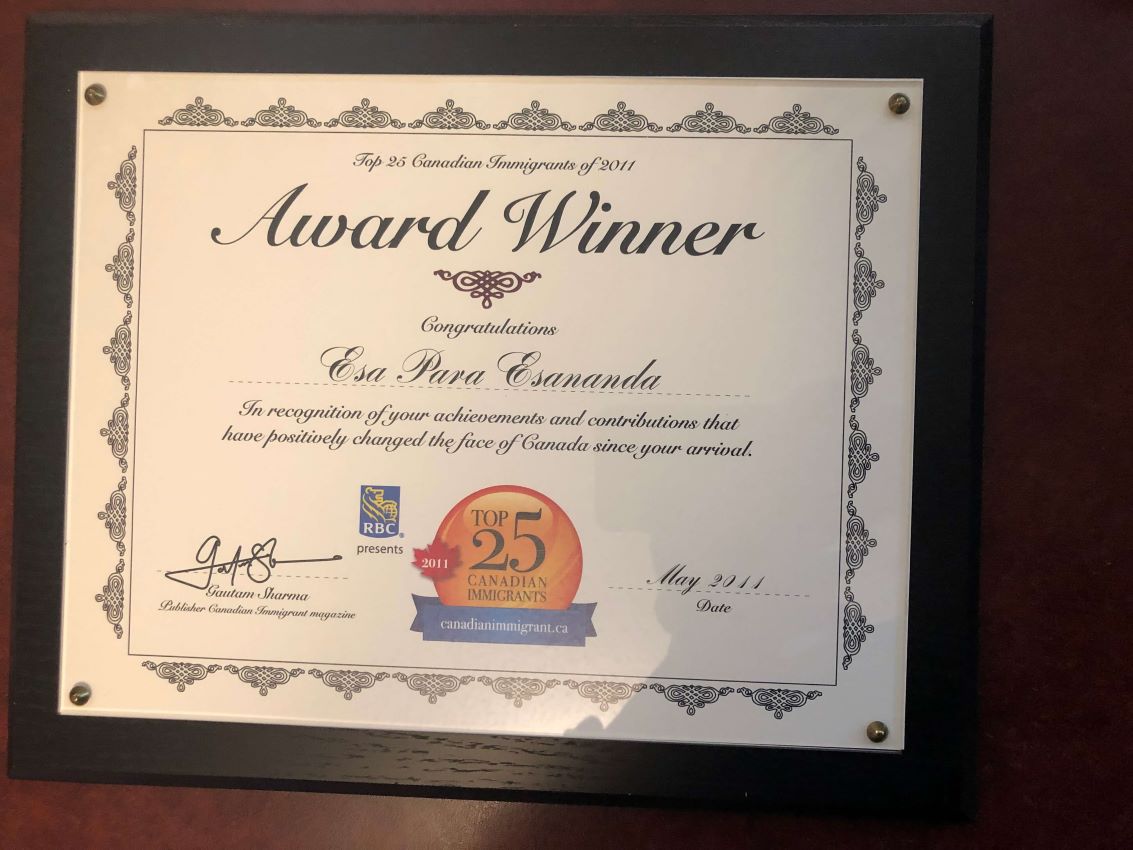 Top 25 Canadian Immigrants of 2011
Award Winner
Congratulations
Esa Para Esananda
In recognition of your achievements and contributions that
have positively changed the face of Canada since your arrival.
RBC
presents
2011
TOP
25
CANADIAN
IMMIGRANTS
canadianimmigrant.ca
Gautam Sharma
Publisher Canadian Immigrant magazine
May 2011
Date